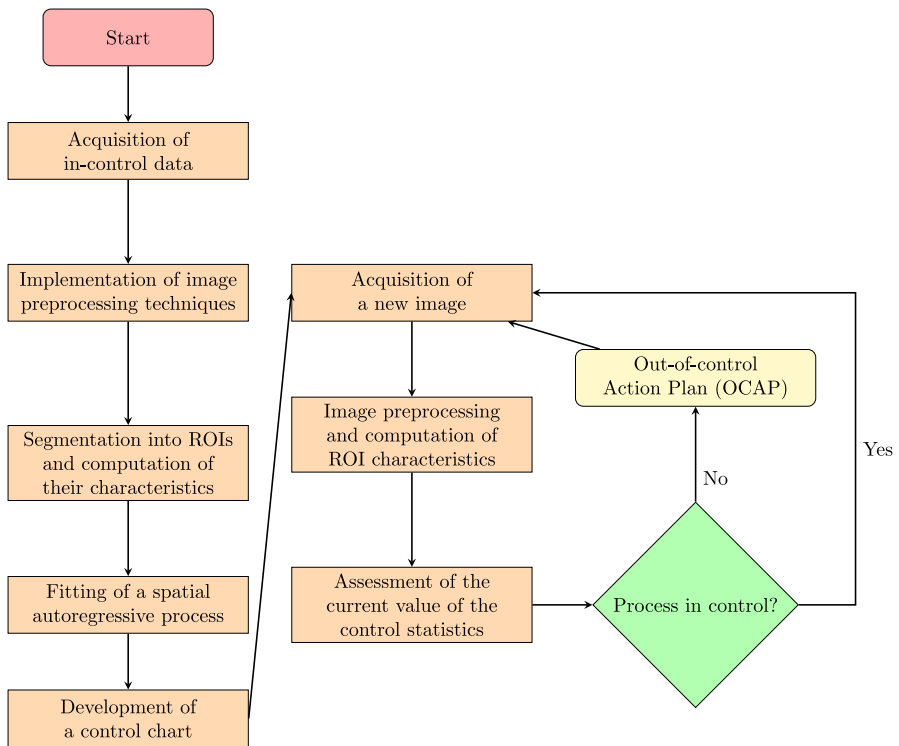 Start
Acquisition of
in-control data
Implementation of image
preprocessing techniques
Segmentation into ROIs
and computation of
their characteristics
Fitting of a spatial
autoregressive process
Development of
a control chart
Acquisition of
a new image
Image preprocessing
and computation of
ROI characteristics
Assessment of the
current value of the
control statistics
Process in control?
No
Out-of-control
Action Plan (OCAP)
Yes